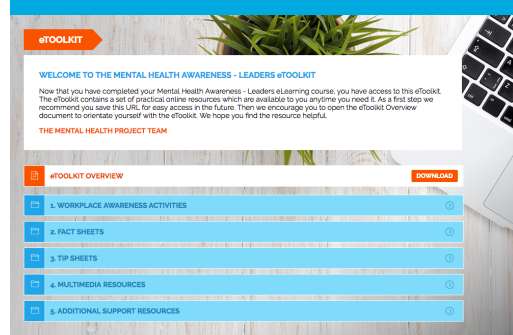 eTOOLKIT
WELCOME TO THE MENTAL HEALTH AWARENESS - LEADERS eTOOLKIT
Now that you have completed your Mental Health Awareness - Leaders eLearning course, you have access to this eToolkit.
The eToolkit contains a set of practical online resources which are available to you anytime you need it. As a first step we
recommend you save this URL for easy access in the future. Then we encourage you to open the eToolkit Overview
document to orientate yourself with the eToolkit. We hope you find the resource helpful.
THE MENTAL HEALTH PROJECT TEAM
eTOOLKIT OVERVIEW
DOWNLOAD
1. WORKPLACE AWARENESS ACTIVITIES
2. FACT SHEETS
3. TIP SHEETS
4. MULTIMEDIA RESOURCES
5. ADDITIONAL SUPPORT RESOURCES